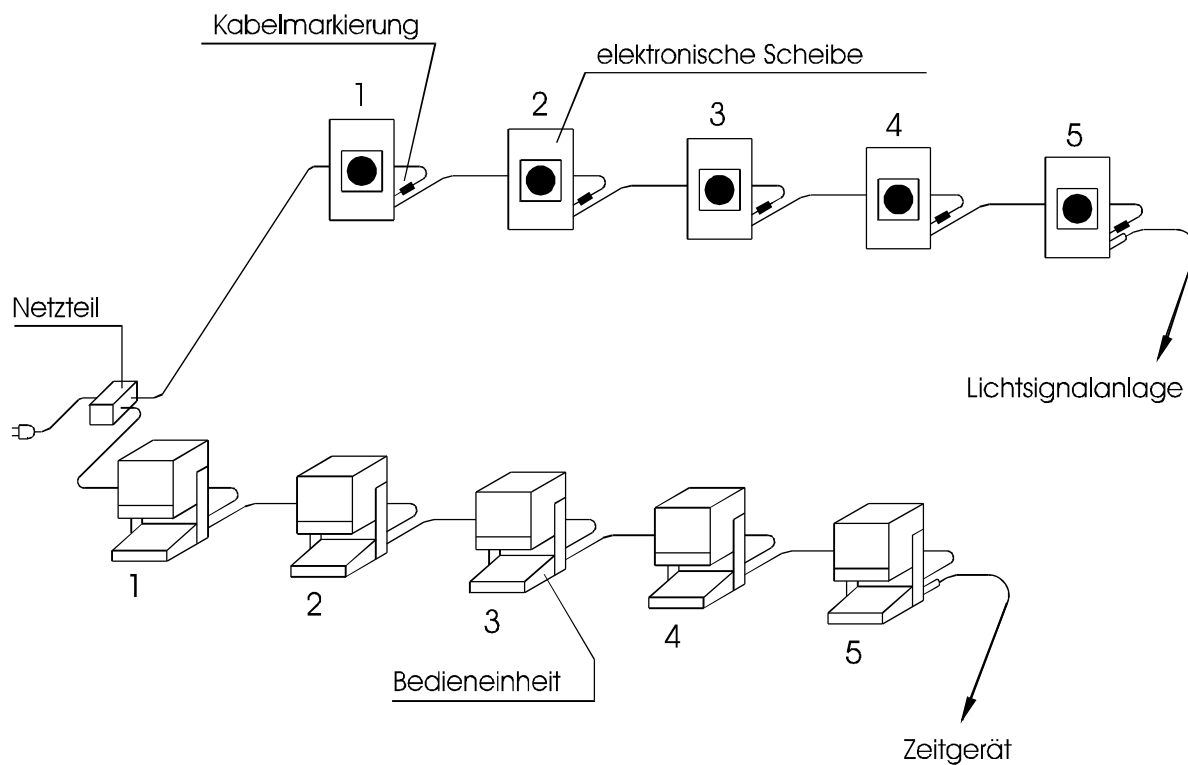 Kabelmarkierung
elektronische Scheibe
1
2
3
4
5
Netzteil
Lichtsignalanlage
1
2
3
4
5
Bedieneinheit
Zeitgerät